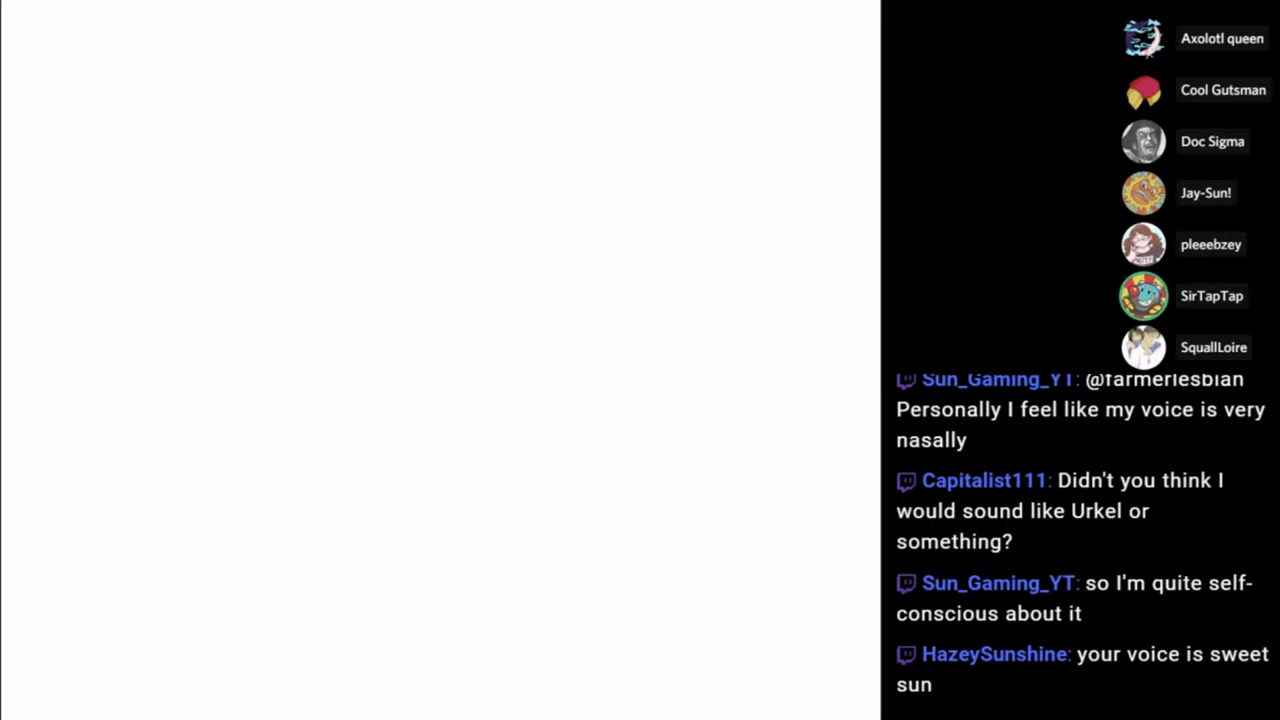 Axolotl queen
Cool Gutsman
Doc Sigma
Jay-Sun!
pleeebzey
SirTapTap
SquallLoire
Sun_Gaming_YT: @farmerlesbian
Personally I feel like my voice is very
nasally
Capitalist111: Didn't you think I
would sound like Urkel or
something?
Sun_Gaming_YT: so I'm quite self-
conscious about it
HazeySunshine: your voice is sweet
sun